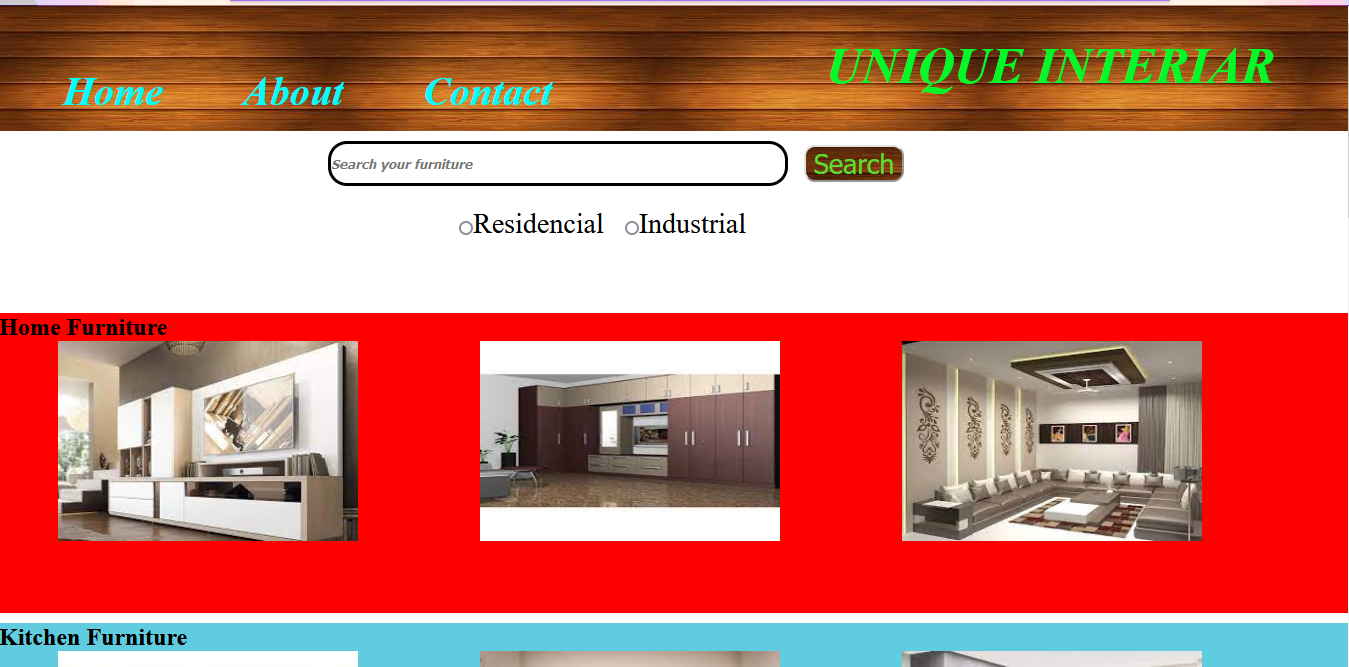 UNIQUE INTERIAR
Home About Contact
Search your furniture Search
Residencial Industrial
Home Furniture
Kitchen Furniture